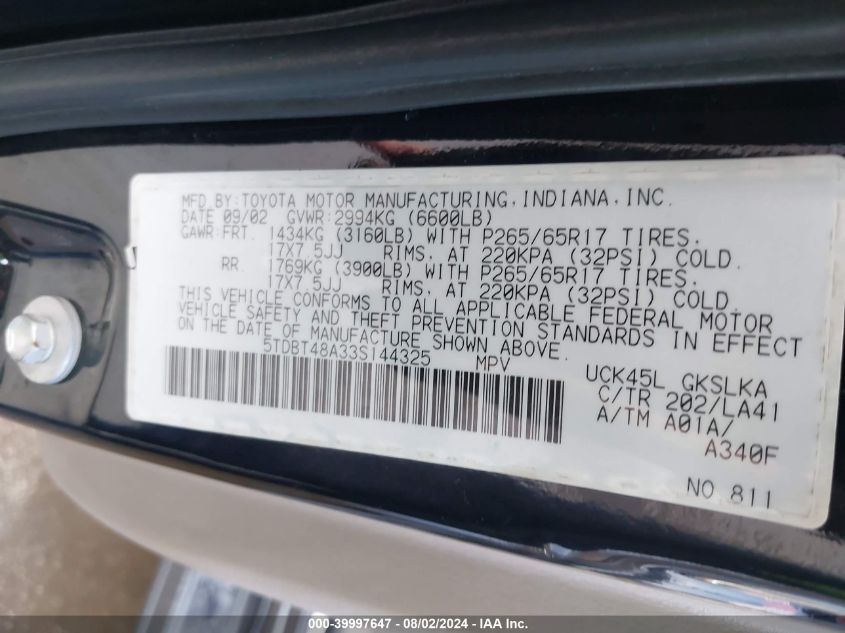 MFD. BY: TOYOTA MOTOR MANUFACTURING, INDIANA, INC.
DATE 09/02 GVWR: 2994KG (6600LB)
GAWR: FRT. 1434KG (3160LB) WITH P265/65R17 TIRES.
17X7.5JJ RIMS. AT 220KPA (32PSI) COLD.
RR 1769KG (3900LB) WITH P265/65R17 TIRES.
17X7.5JJ RIMS. AT 220KPA (32PSI) COLD.
THIS VEHICLE CONFORMS TO ALL APPLICABLE FEDERAL MOTOR
VEHICLE SAFETY AND THEFT PREVENTION STANDARDS IN EFFECT
ON THE DATE OF MANUFACTURE SHOWN ABOVE.
5TDBT48A33S144325 MPV
UCK45L GKSLKA
C/TR 202/LA41
A/TM A01A/
A340F
NO. 811
000-39997647 - 08/02/2024 - IAA Inc.